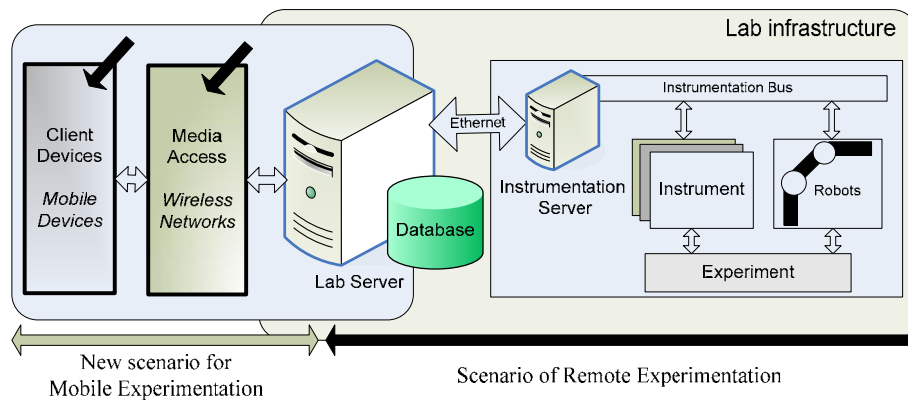 Lab infrastructure
Client
Devices
Mobile
Devices
Media
Access
Wireless
Networks
Lab Server
Database
Ethernet
Instrumentation
Server
Instrumentation Bus
Instrument
Robots
Experiment
New scenario for
Mobile Experimentation
Scenario of Remote Experimentation